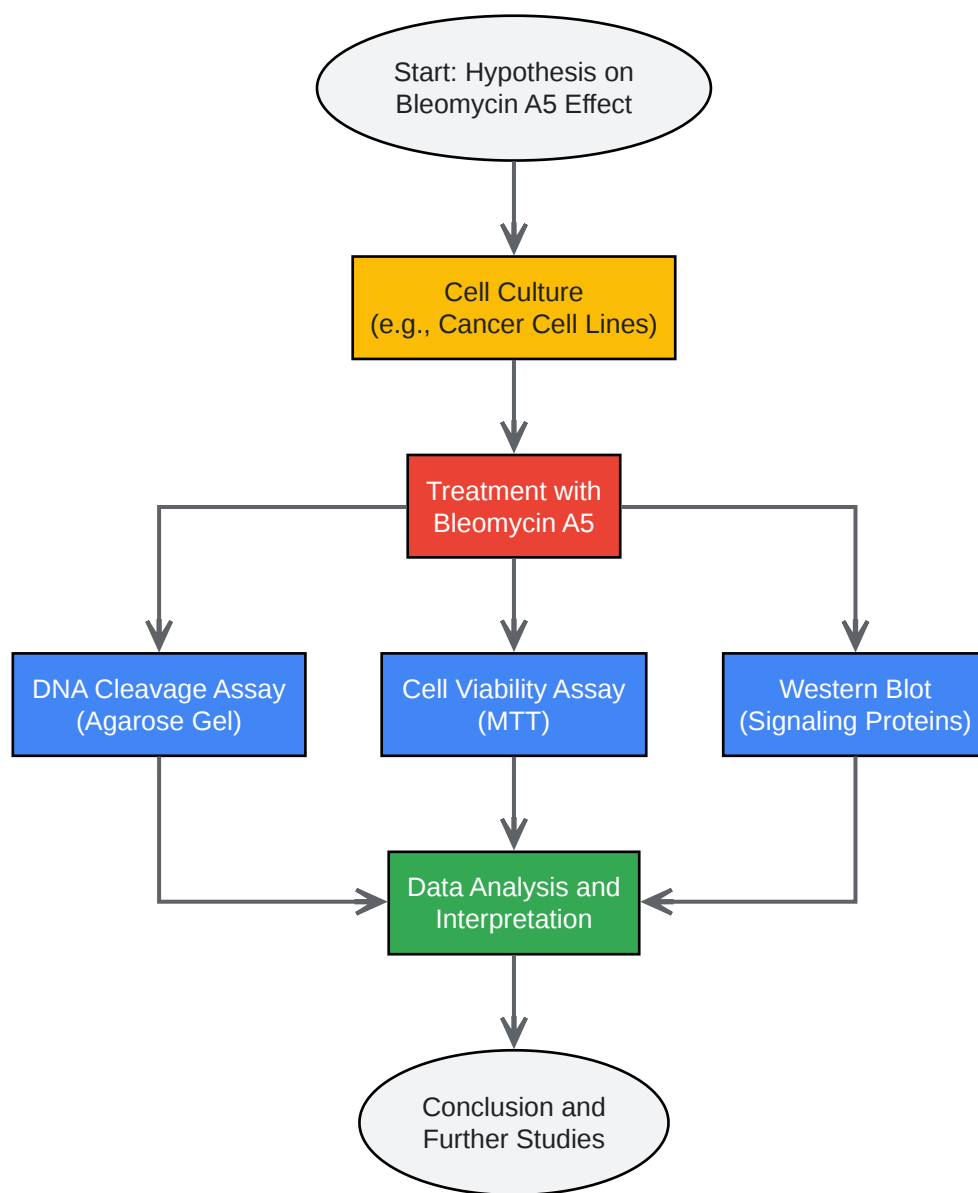 Start: Hypothesis on
Bleomycin A5 Effect
Cell Culture
(e.g., Cancer Cell Lines)
Treatment with
Bleomycin A5
DNA Cleavage Assay
(Agarose Gel)
Cell Viability Assay
(MTT)
Western Blot
(Signaling Proteins)
Data Analysis and
Interpretation
Conclusion and
Further Studies